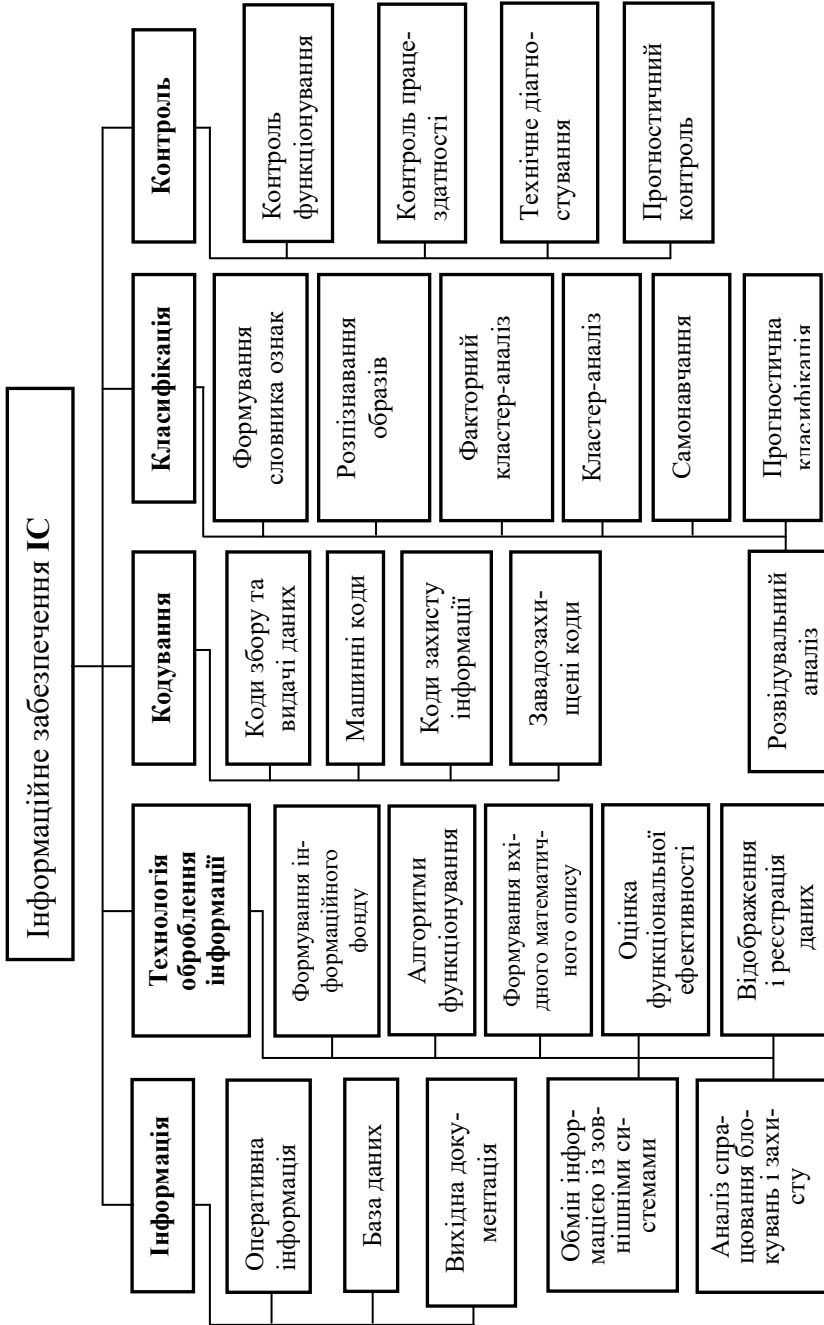 Інформаційне забезпечення ІС
Інформація
Оперативна
інформація
База даних
Вихідна доку-
ментація
Технологія
оброблення
інформації
Формування ін-
формаційного
фонду
Алгоритми
функціонування
Формування вхі-
дного математич-
ного опису
Оцінка
функціональної
ефективності
Відображення
і реєстрація
даних
Обмін інфор-
мацією із зов-
нішніми си-
стемами
Аналіз спра-
цювання бло-
кувань і захи-
сту
Кодування
Коди збору та
видачі даних
Машинні коди
Коди захисту
інформації
Завадозахи-
щені коди
Класифікація
Формування
словника ознак
Розпізнавання
образів
Факторний
кластер-аналіз
Кластер-аналіз
Самонавчання
Прогностична
класифікація
Розвідувальний
аналіз
Контроль
Контроль
функціонування
Контроль праце-
здатності
Технічне діагно-
стування
Прогностичний
контроль